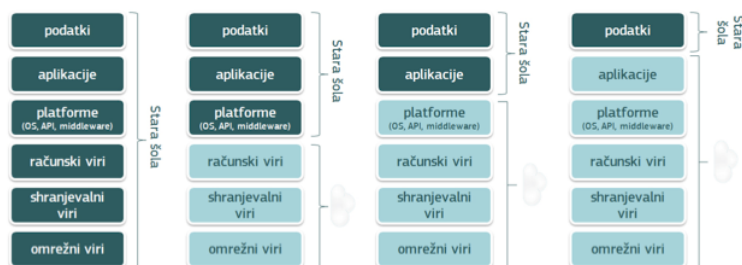 podatki
aplikacije
platforme
(OS, API, middleware)
računski viri
shranjevalni
viri
omrežni viri
Stara šola
podatki
aplikacije
platforme
(OS, API, middleware)
računski viri
shranjevalni
viri
omrežni viri
Stara šola
podatki
aplikacije
platforme
(OS, API, middleware)
računski viri
shranjevalni
viri
omrežni viri
Stara šola
podatki
aplikacije
platforme
(OS, API, middleware)
računski viri
shranjevalni
viri
omrežni viri
Stara
šola